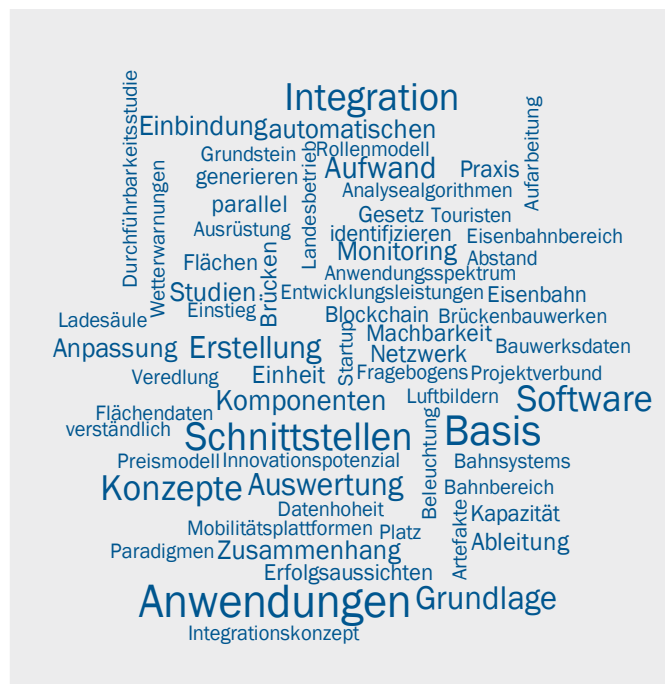 Integration
Durchführbarkeitsstudie
Einbindung
automatischen
Aufarbeitung
Grundstein
Landesbetrieb
Rollenmodell
Aufwand
Praxis
Wetterwarnungen
generieren
Analysealgorithmen
parallel
Gesetz
Touristen
Ausrüstung
identifizieren
Eisenbahnbereich
Brücken
Monitoring
Abstand
Flächen
Anwendungsspektrum
Studien
Entwicklungsleistungen
Eisenbahn
Einstieg
Blockchain
Brückenbauwerken
Ladesäule
Startup
Machbarkeit
Anpassung
Erstellung
Netzwerk
Bauwerksdaten
Veredlung
Einheit
Fragebogens
Projektverbund
Komponenten
Luftbildern
Software
Flächendaten
verständlich
Schnittstellen
Beleuchtung
Basis
Preismodell
Innovationspotenzial
Bahnsystems
Konzepte
Auswertung
Bahnbereich
Datenhoheit
Artefakte
Kapazität
Mobilitätsplattformen
Platz
Ableitung
Paradigmen
Zusammenhang
Erfolgsaussichten
Anwendungen
Grundlage
Integrationskonzept